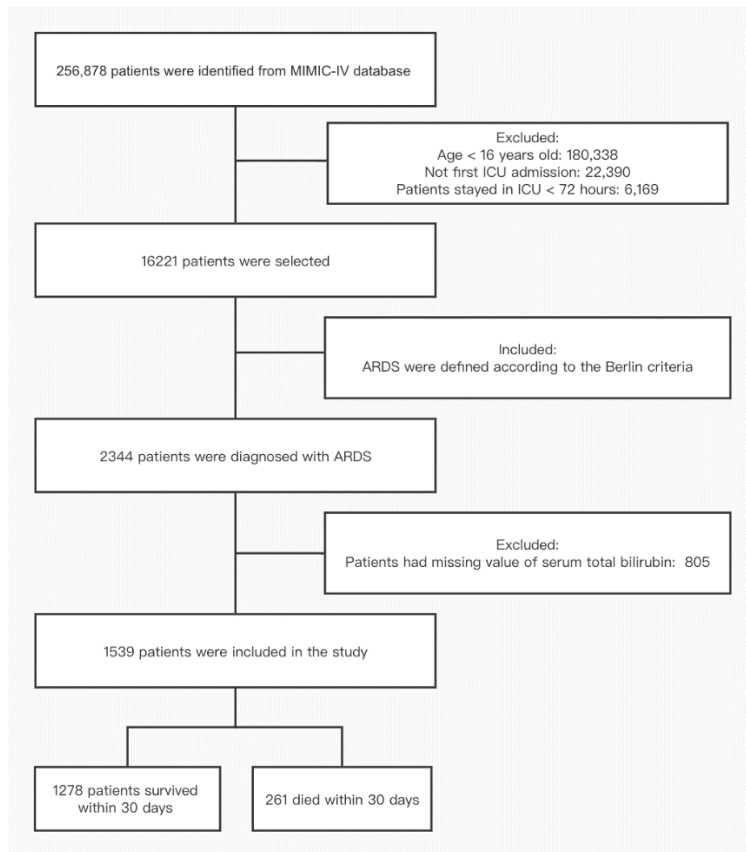 256,878 patients were identified from MIMIC-IV database
Excluded:
Age < 16 years old: 180,338
Not first ICU admission: 22,390
Patients stayed in ICU < 72 hours: 6,169
16221 patients were selected
Included:
ARDS were defined according to the Berlin criteria
2344 patients were diagnosed with ARDS
Excluded:
Patients had missing value of serum total bilirubin: 805
1539 patients were included in the study
1278 patients survived
within 30 days
261 died within 30 days